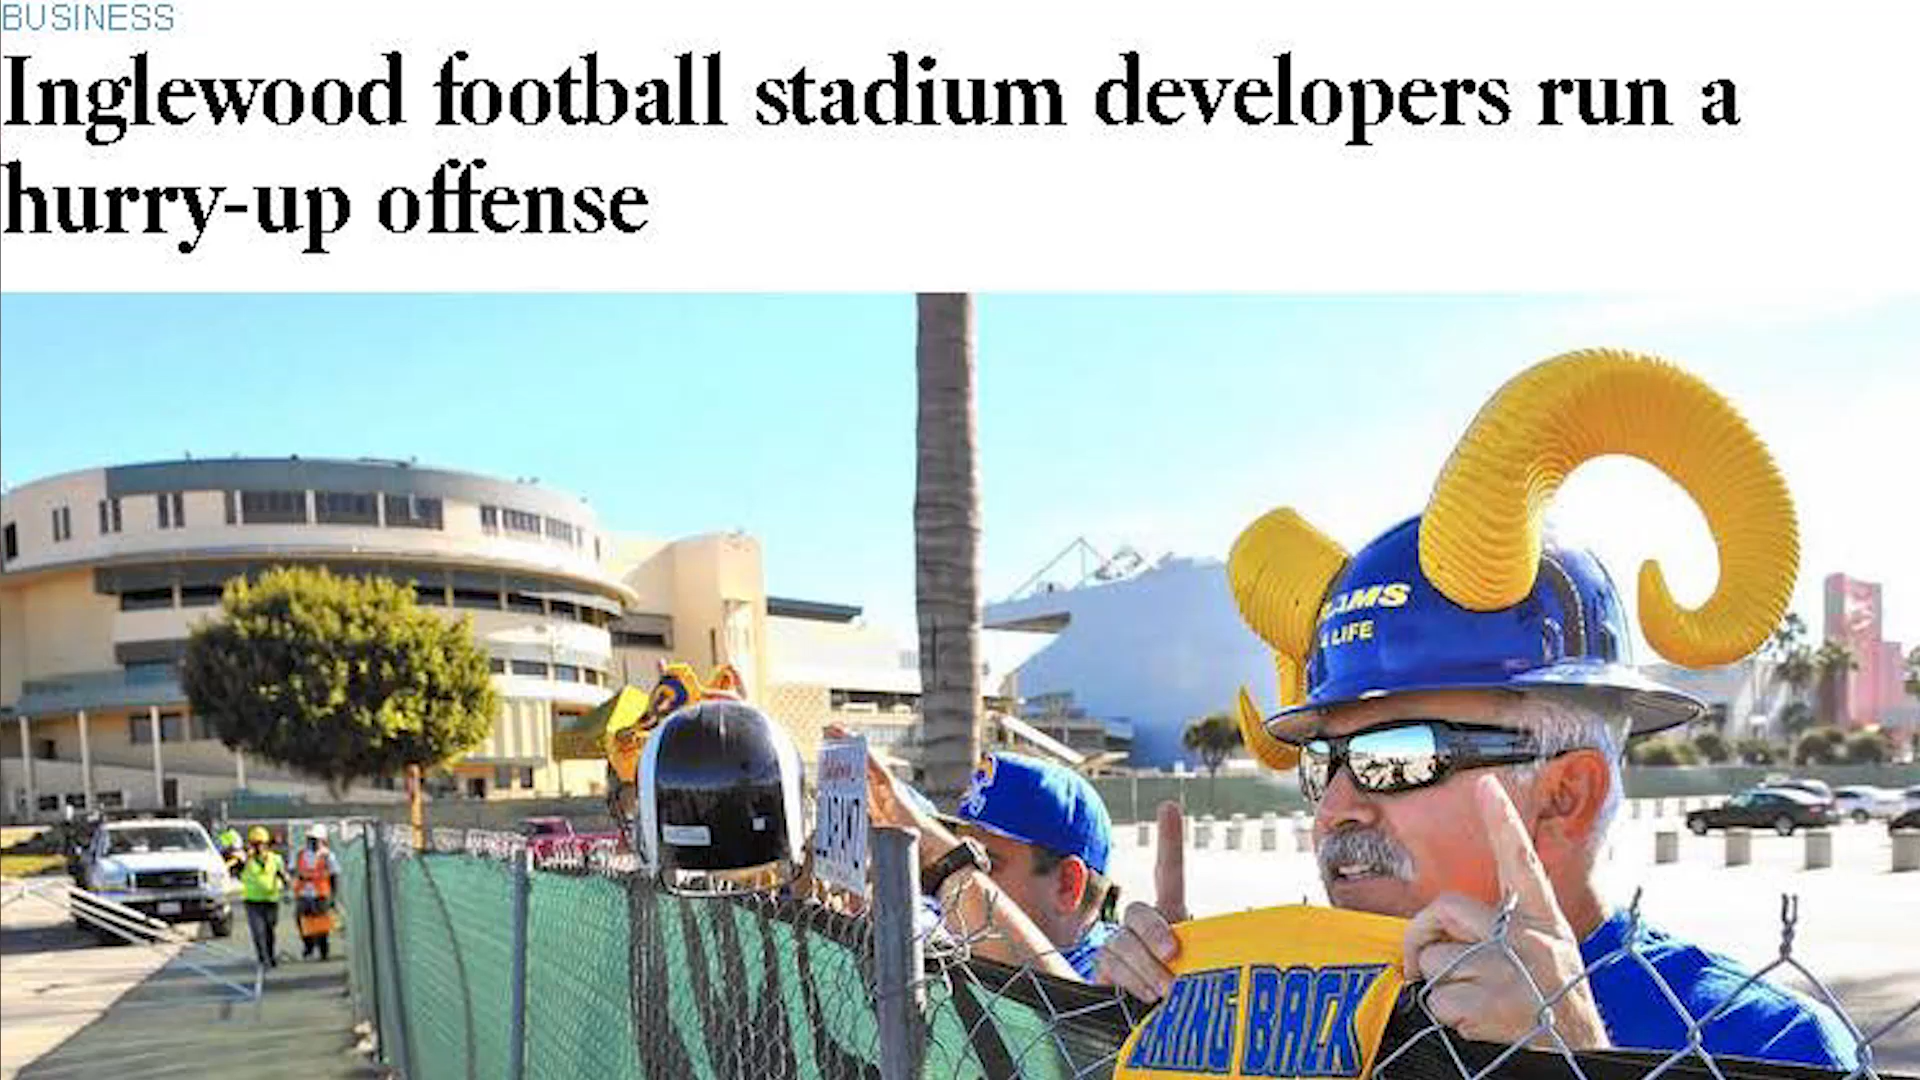 BUSINESS
Inglewood football stadium developers run a
hurry-up offense
LIFE
BRING BACK